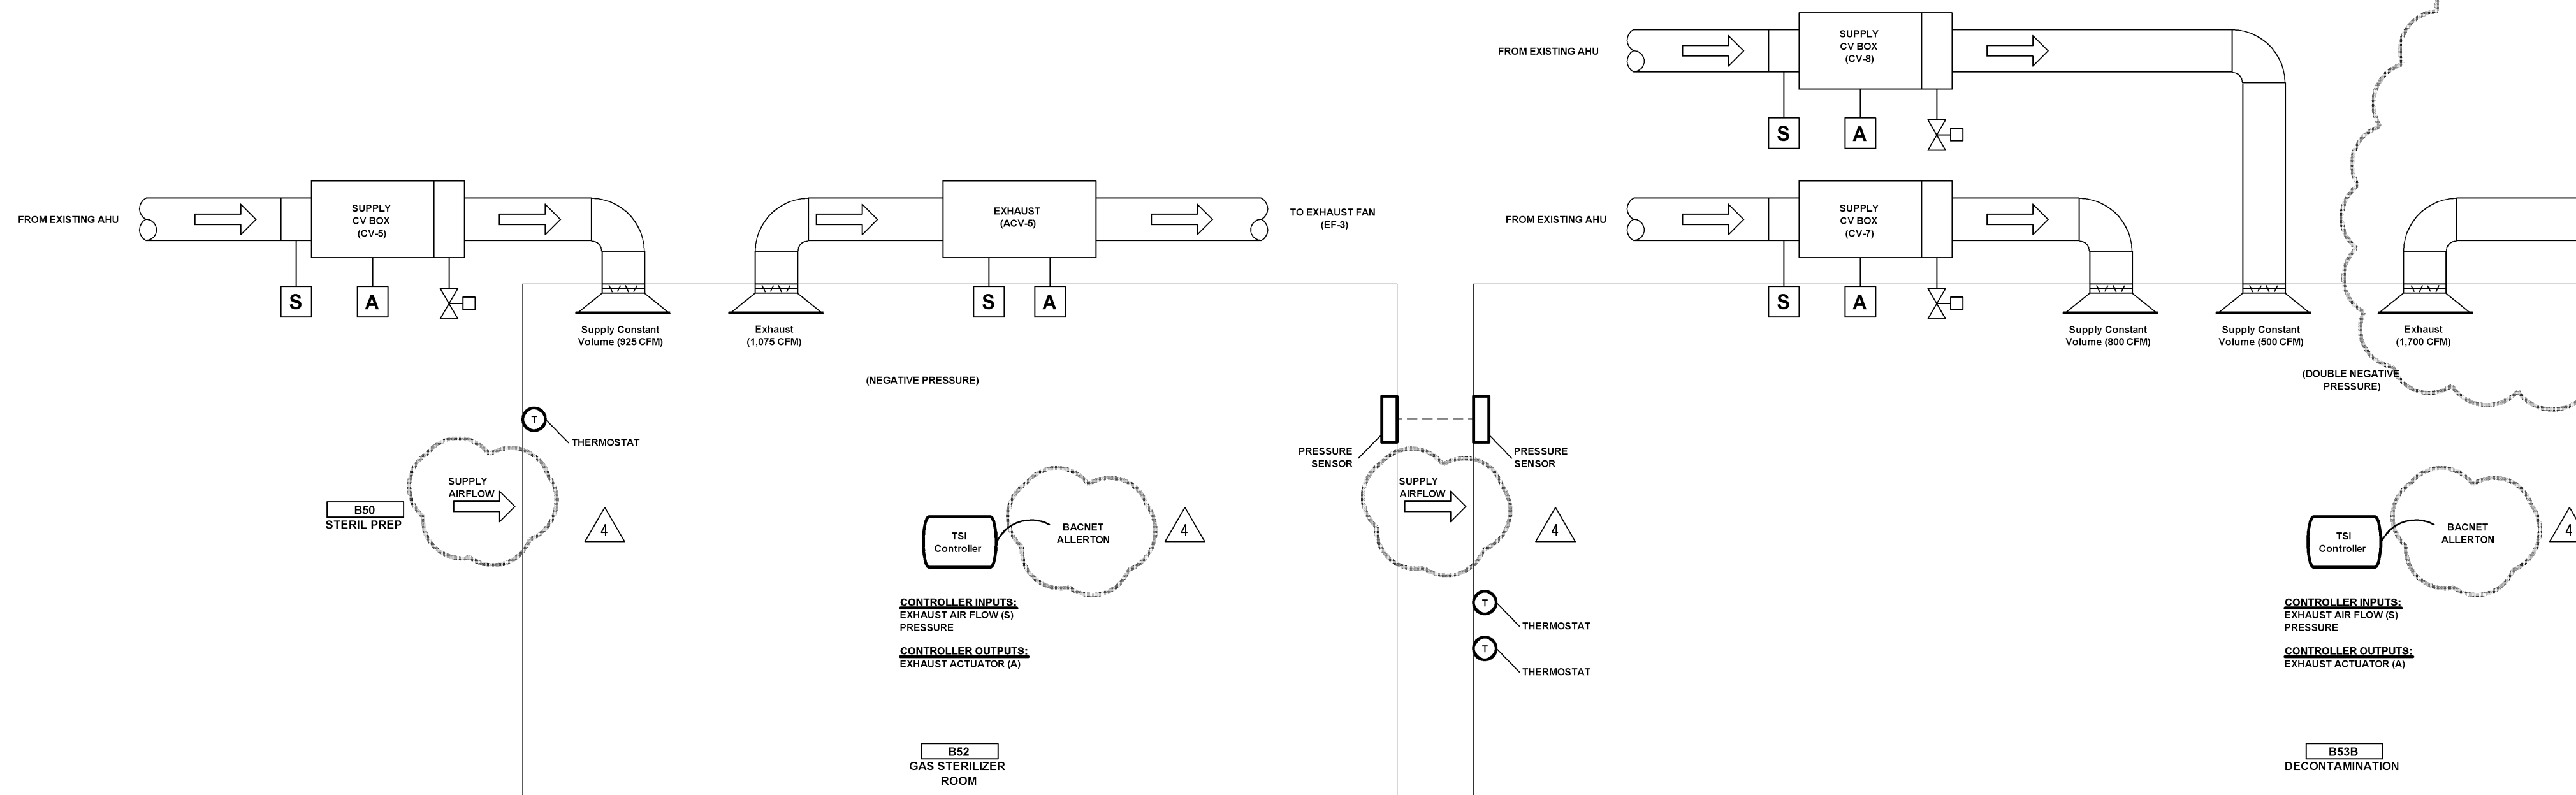 FROM EXISTING AHU
SUPPLY
CV BOX
(CV-8)
S
A
FROM EXISTING AHU
SUPPLY
CV BOX
(CV-5)
S
A
Supply Constant
Volume (925 CFM)
Exhaust
(1,075 CFM)
EXHAUST
(ACV-5)
S
A
TO EXHAUST FAN
(EF-3)
FROM EXISTING AHU
SUPPLY
CV BOX
(CV-7)
S
A
Supply Constant
Volume (800 CFM)
Supply Constant
Volume (500 CFM)
Exhaust
(1,700 CFM)
(NEGATIVE PRESSURE)
(DOUBLE NEGATIVE
PRESSURE)
T
THERMOSTAT
PRESSURE
SENSOR
PRESSURE
SENSOR
SUPPLY
AIRFLOW
B50
STERIL PREP
4
TSI
Controller
BACNET
ALLERTON
4
SUPPLY
AIRFLOW
4
TSI
Controller
BACNET
ALLERTON
4
CONTROLLER INPUTS:
EXHAUST AIR FLOW (S)
PRESSURE
CONTROLLER OUTPUTS:
EXHAUST ACTUATOR (A)
T
THERMOSTAT
T
THERMOSTAT
CONTROLLER INPUTS:
EXHAUST AIR FLOW (S)
PRESSURE
CONTROLLER OUTPUTS:
EXHAUST ACTUATOR (A)
B52
GAS STERILIZER
ROOM
B53B
DECONTAMINATION